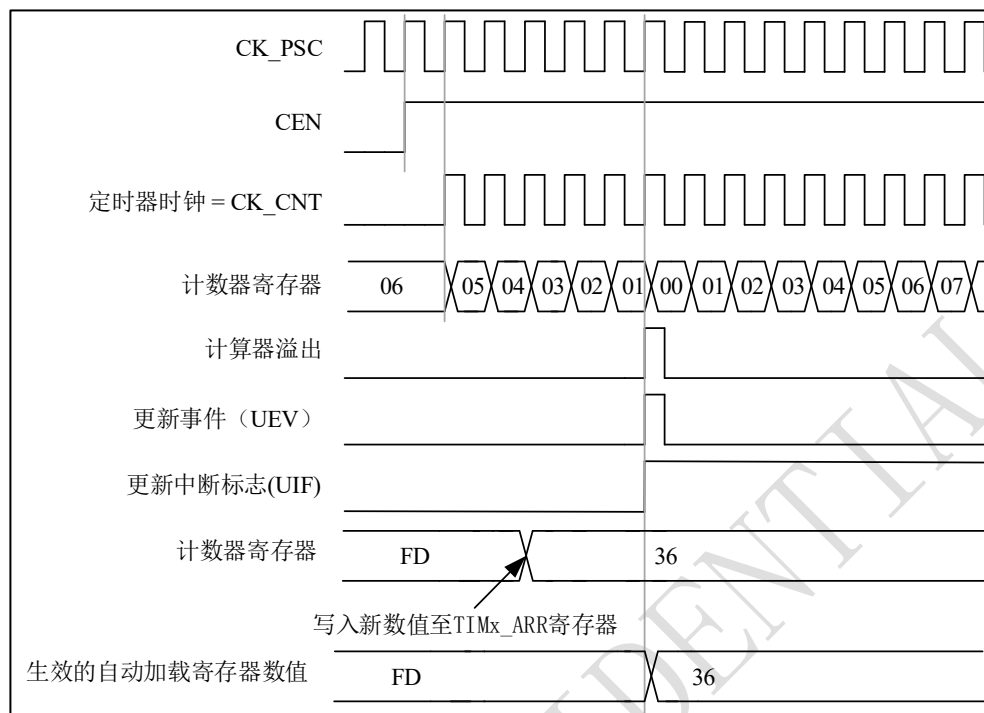 CK_PSC
CEN
定时器时钟 = CK_CNT
计数器寄存器 06 05 04 03 02 01 00 01 02 03 04 05 06 07
计算器溢出
更新事件（UEV）
更新中断标志(UIF)
计数器寄存器 FD 36
写入新数值至TIMx_ARR寄存器
生效的自动加载寄存器数值 FD 36
IDENTIAL